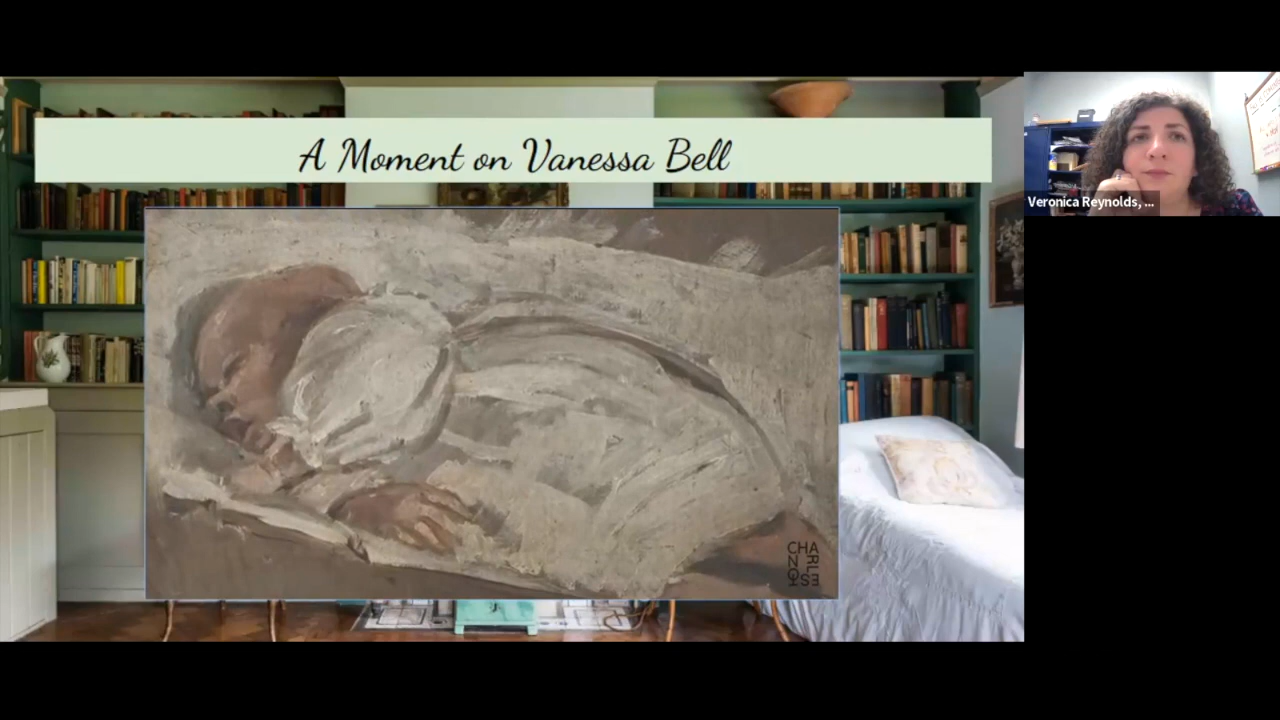 A Moment on Vanessa Bell
Veronica Reynolds, ...
CHARLESTON